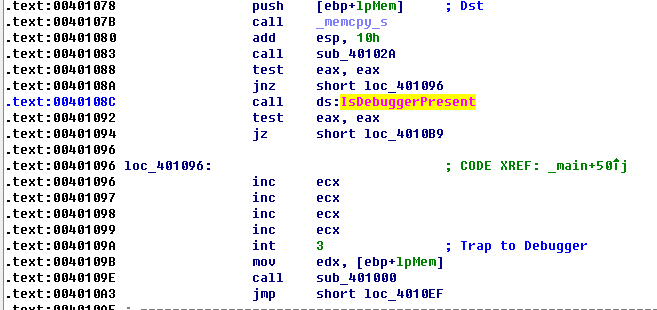 .text:00401078 push [ebp+lpMem] ; Dst
.text:0040107B call _memcpy_s
.text:00401080 add esp, 10h
.text:00401083 call sub_40102A
.text:00401088 test eax, eax
.text:0040108A jnz short loc_401096
.text:0040108C call ds:IsDebuggerPresent
.text:00401092 test eax, eax
.text:00401094 jz short loc_4010B9
.text:00401096
.text:00401096 loc_401096: ; CODE XREF: _main+50↑j
.text:00401096 inc ecx
.text:00401097 inc ecx
.text:00401098 inc ecx
.text:00401099 inc ecx
.text:0040109A int 3 ; Trap to Debugger
.text:0040109B mov edx, [ebp+lpMem]
.text:0040109E call sub_401000
.text:004010A3 jmp short loc_4010EF